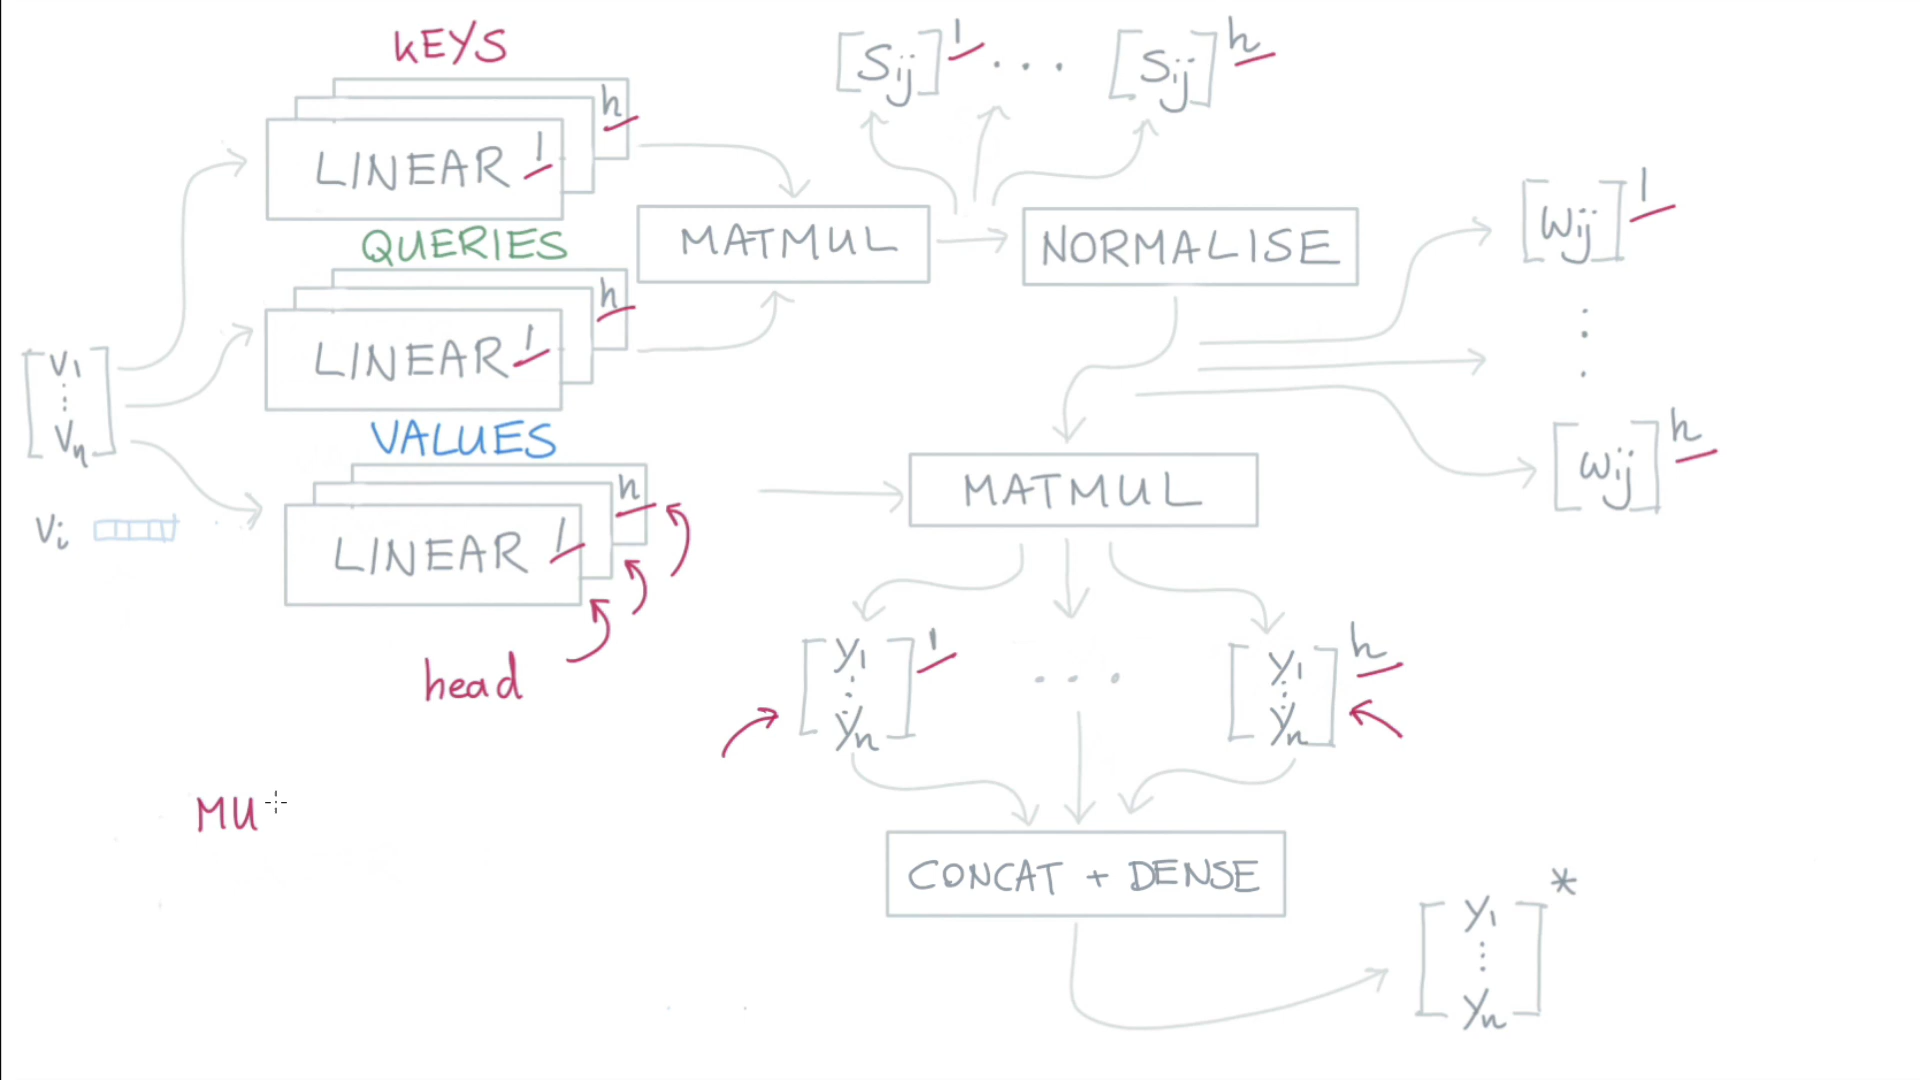 KEYS
LINEAR 1 h
QUERIES
LINEAR 1 h
VALUES
LINEAR 1 h
head
V1
⋮
Vn
Vi
MATMUL
[Sij]1 ... [Sij]h
NORMALISE
[Wij]1
⋮
[Wij]h
MATMUL
y1
⋮
yn
1
...
y1
⋮
yn
h
CONCAT + DENSE
y1
⋮
yn
*
MU